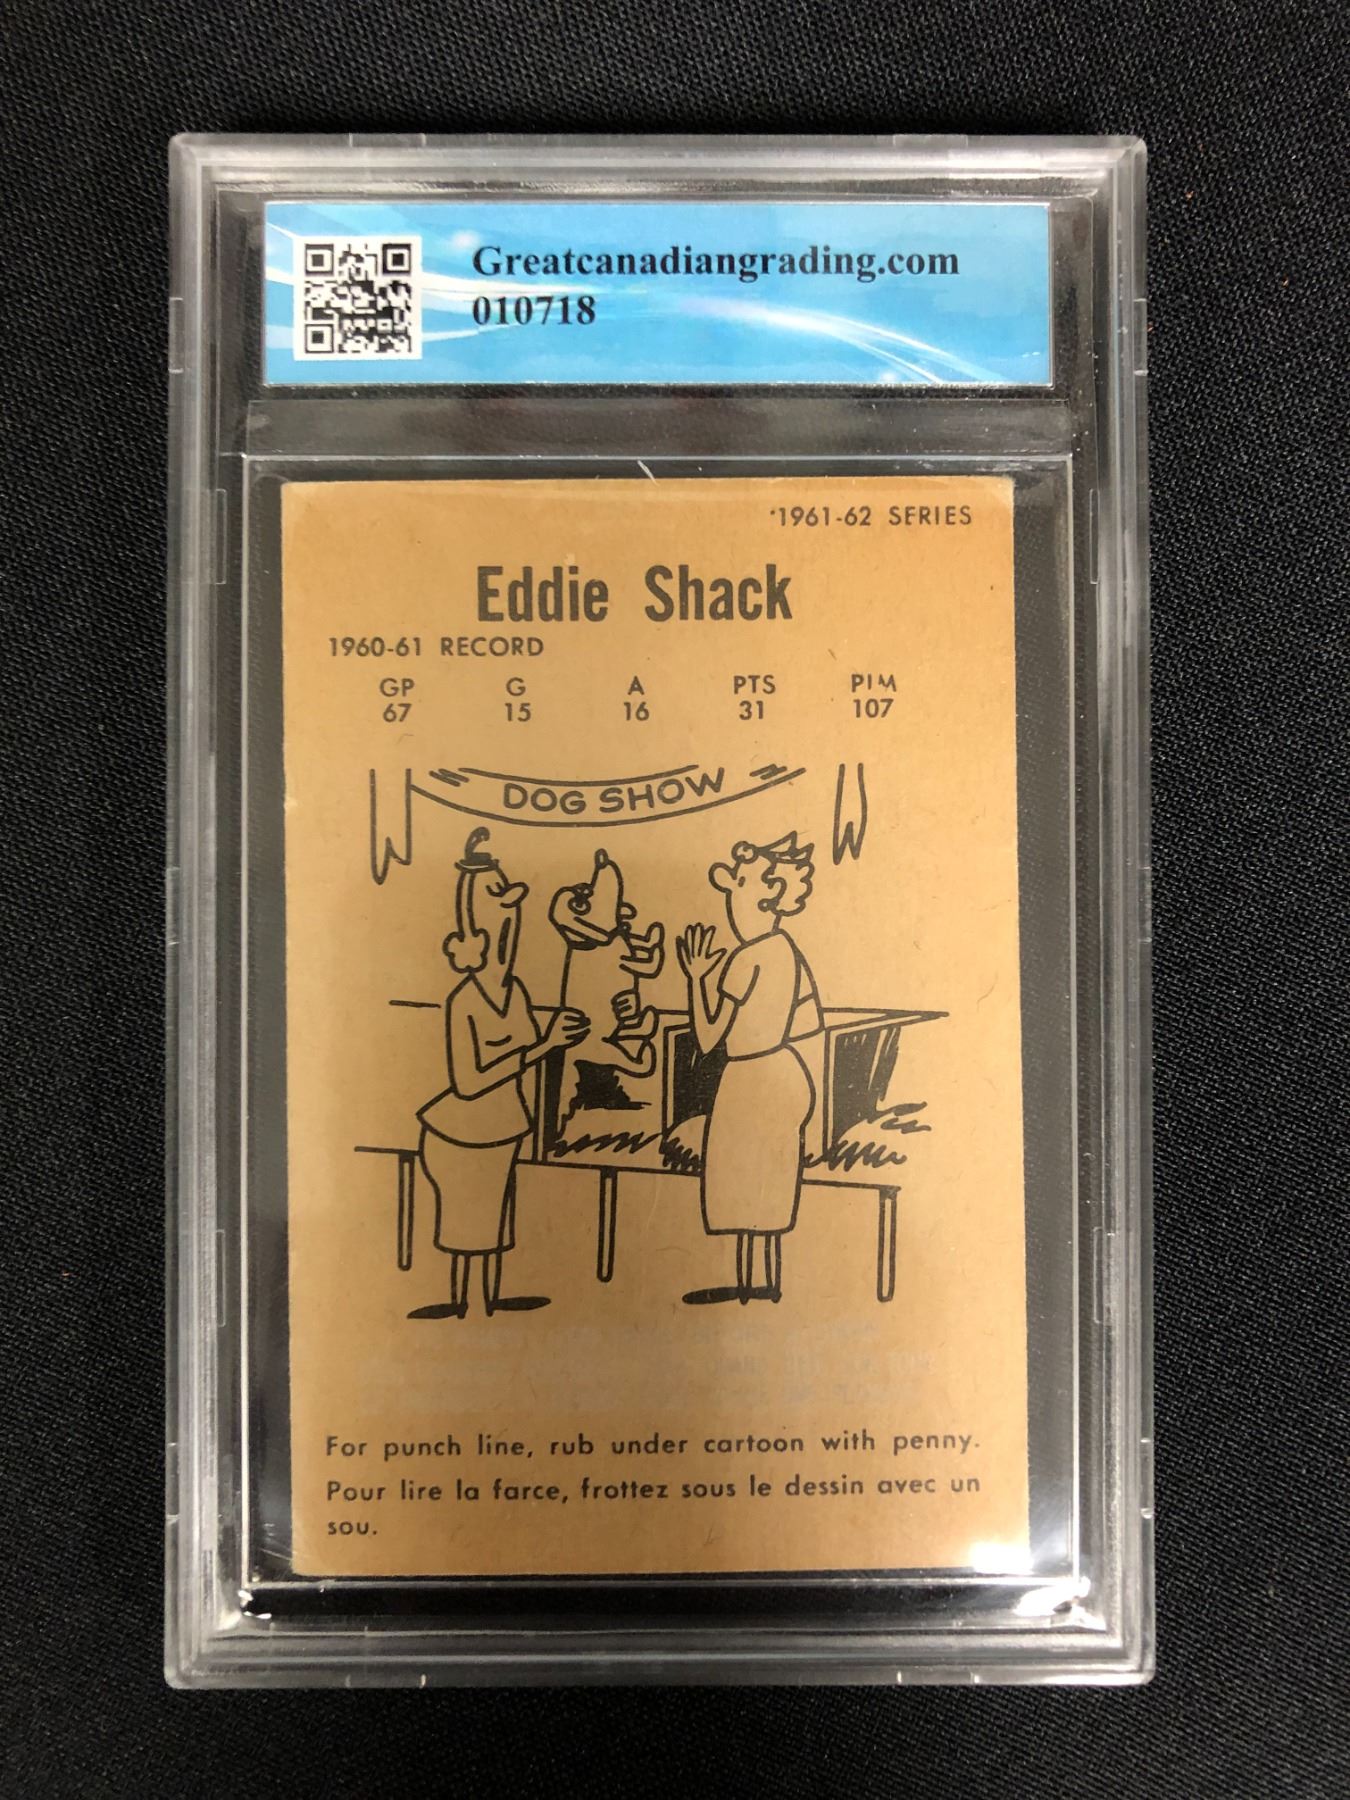 Greatcanadiangrading.com
010718
1961-62 SERIES
Eddie Shack
1960-61 RECORD
GP G A PTS PIM
67 15 16 31 107
DOG SHOW
For punch line, rub under cartoon with penny.
Pour lire la farce, frottez sous le dessin avec un
sou.